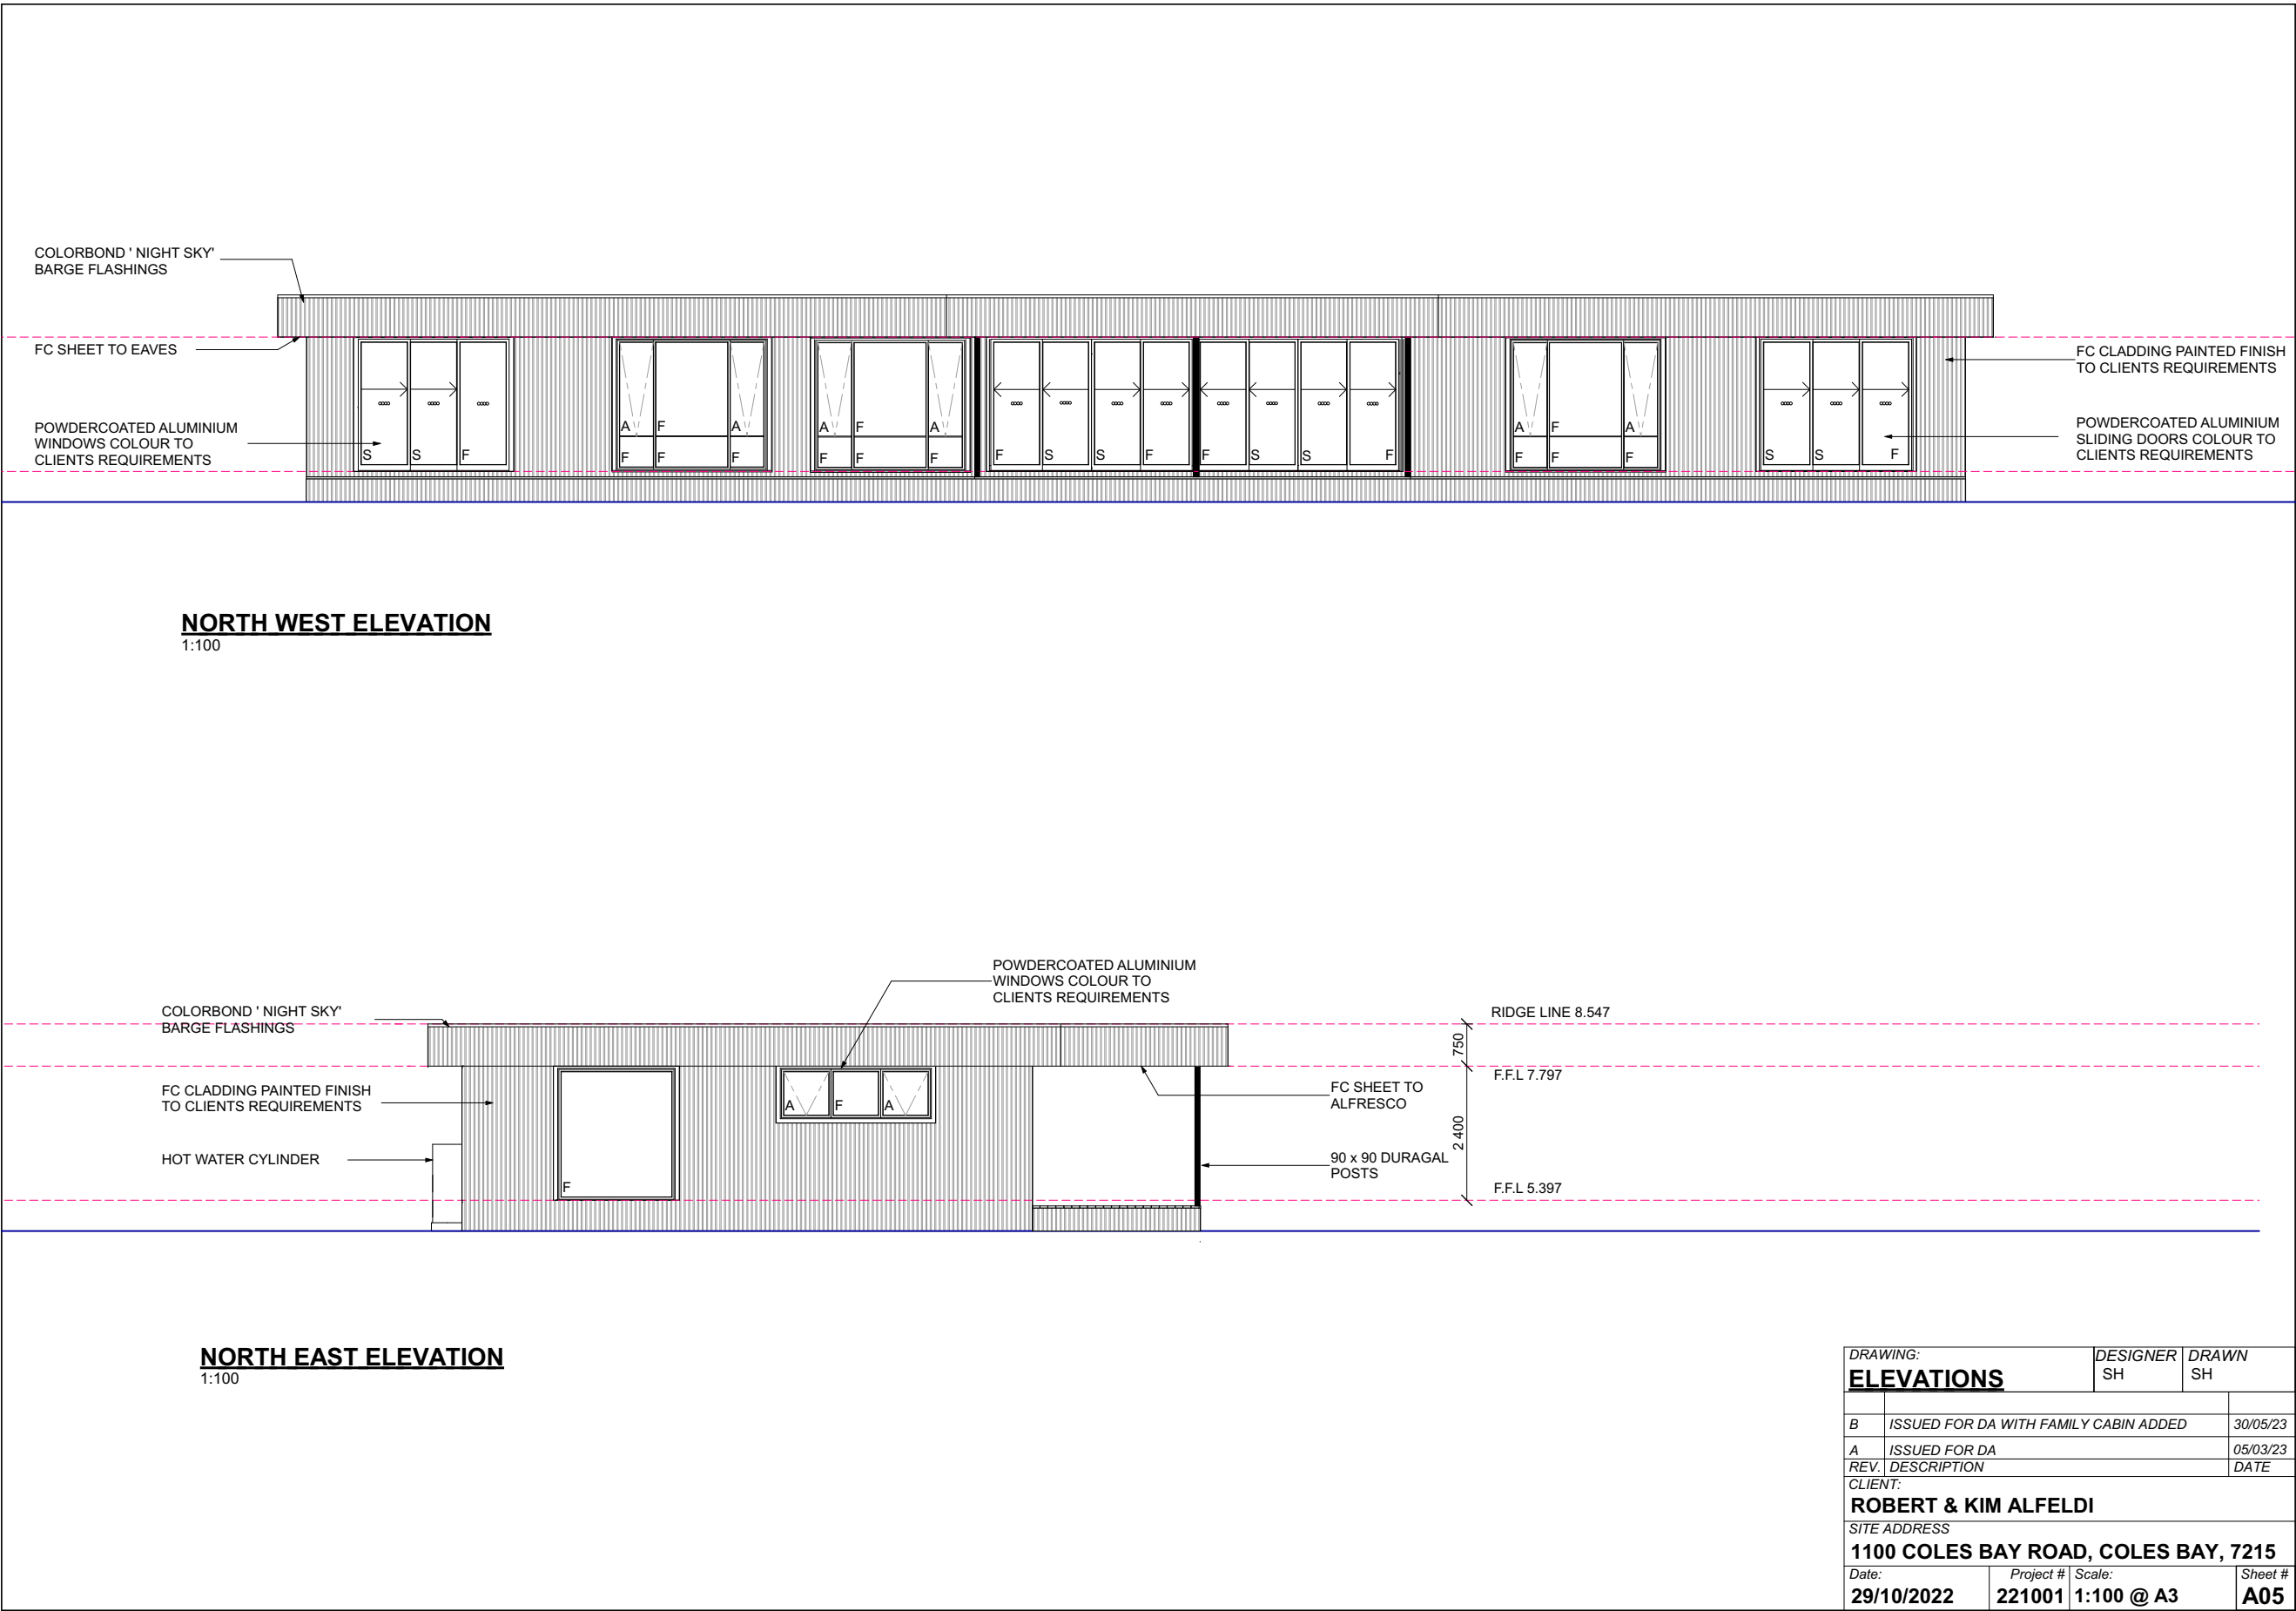 COLORBOND ' NIGHT SKY'
BARGE FLASHINGS
FC SHEET TO EAVES
POWDERCOATED ALUMINIUM
WINDOWS COLOUR TO
CLIENTS REQUIREMENTS
FC CLADDING PAINTED FINISH
TO CLIENTS REQUIREMENTS
POWDERCOATED ALUMINIUM
SLIDING DOORS COLOUR TO
CLIENTS REQUIREMENTS
A F A A F A A F A
S S F F F F F F F F S S F F S S F F F F S S F
NORTH WEST ELEVATION
1:100
POWDERCOATED ALUMINIUM
WINDOWS COLOUR TO
CLIENTS REQUIREMENTS
COLORBOND ' NIGHT SKY'
BARGE FLASHINGS
FC CLADDING PAINTED FINISH
TO CLIENTS REQUIREMENTS
HOT WATER CYLINDER
A F A
F
FC SHEET TO
ALFRESCO
90 x 90 DURAGAL
POSTS
750
2 400
RIDGE LINE 8.547
F.F.L 7.797
F.F.L 5.397
NORTH EAST ELEVATION
1:100
DRAWING: DESIGNER DRAWN
ELEVATIONS SH SH
B ISSUED FOR DA WITH FAMILY CABIN ADDED 30/05/23
A ISSUED FOR DA 05/03/23
REV. DESCRIPTION DATE
CLIENT:
ROBERT & KIM ALFELDI
SITE ADDRESS
1100 COLES BAY ROAD, COLES BAY, 7215
Date: Project # Scale: Sheet #
29/10/2022 221001 1:100 @ A3 A05